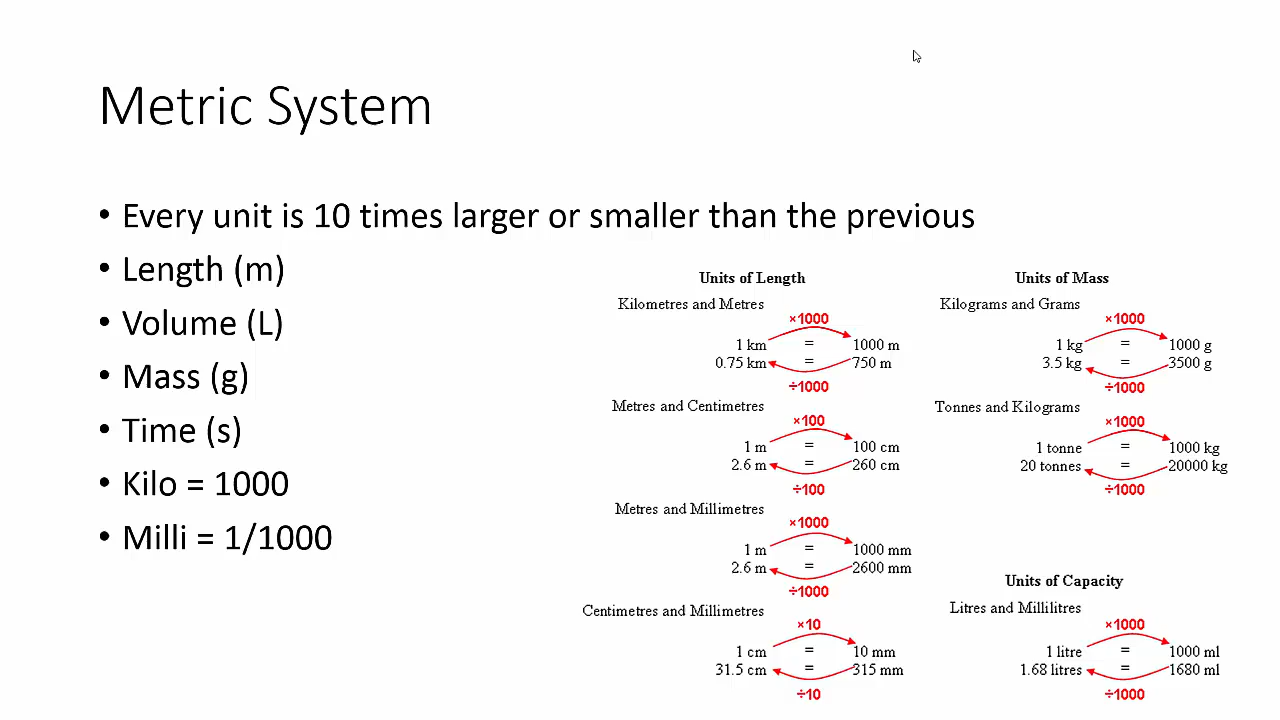 Metric System
• Every unit is 10 times larger or smaller than the previous
• Length (m)
• Volume (L)
• Mass (g)
• Time (s)
• Kilo = 1000
• Milli = 1/1000
Units of Length
Kilometres and Metres
×1000
1 km = 1000 m
0.75 km = 750 m
÷1000
Metres and Centimetres
×100
1 m = 100 cm
2.6 m = 260 cm
÷100
Metres and Millimetres
×1000
1 m = 1000 mm
2.6 m = 2600 mm
÷1000
Centimetres and Millimetres
×10
1 cm = 10 mm
31.5 cm = 315 mm
÷10
Units of Mass
Kilograms and Grams
×1000
1 kg = 1000 g
3.5 kg = 3500 g
÷1000
Tonnes and Kilograms
×1000
1 tonne = 1000 kg
20 tonnes = 20000 kg
÷1000
Units of Capacity
Litres and Millilitres
×1000
1 litre = 1000 ml
1.68 litres = 1680 ml
÷1000